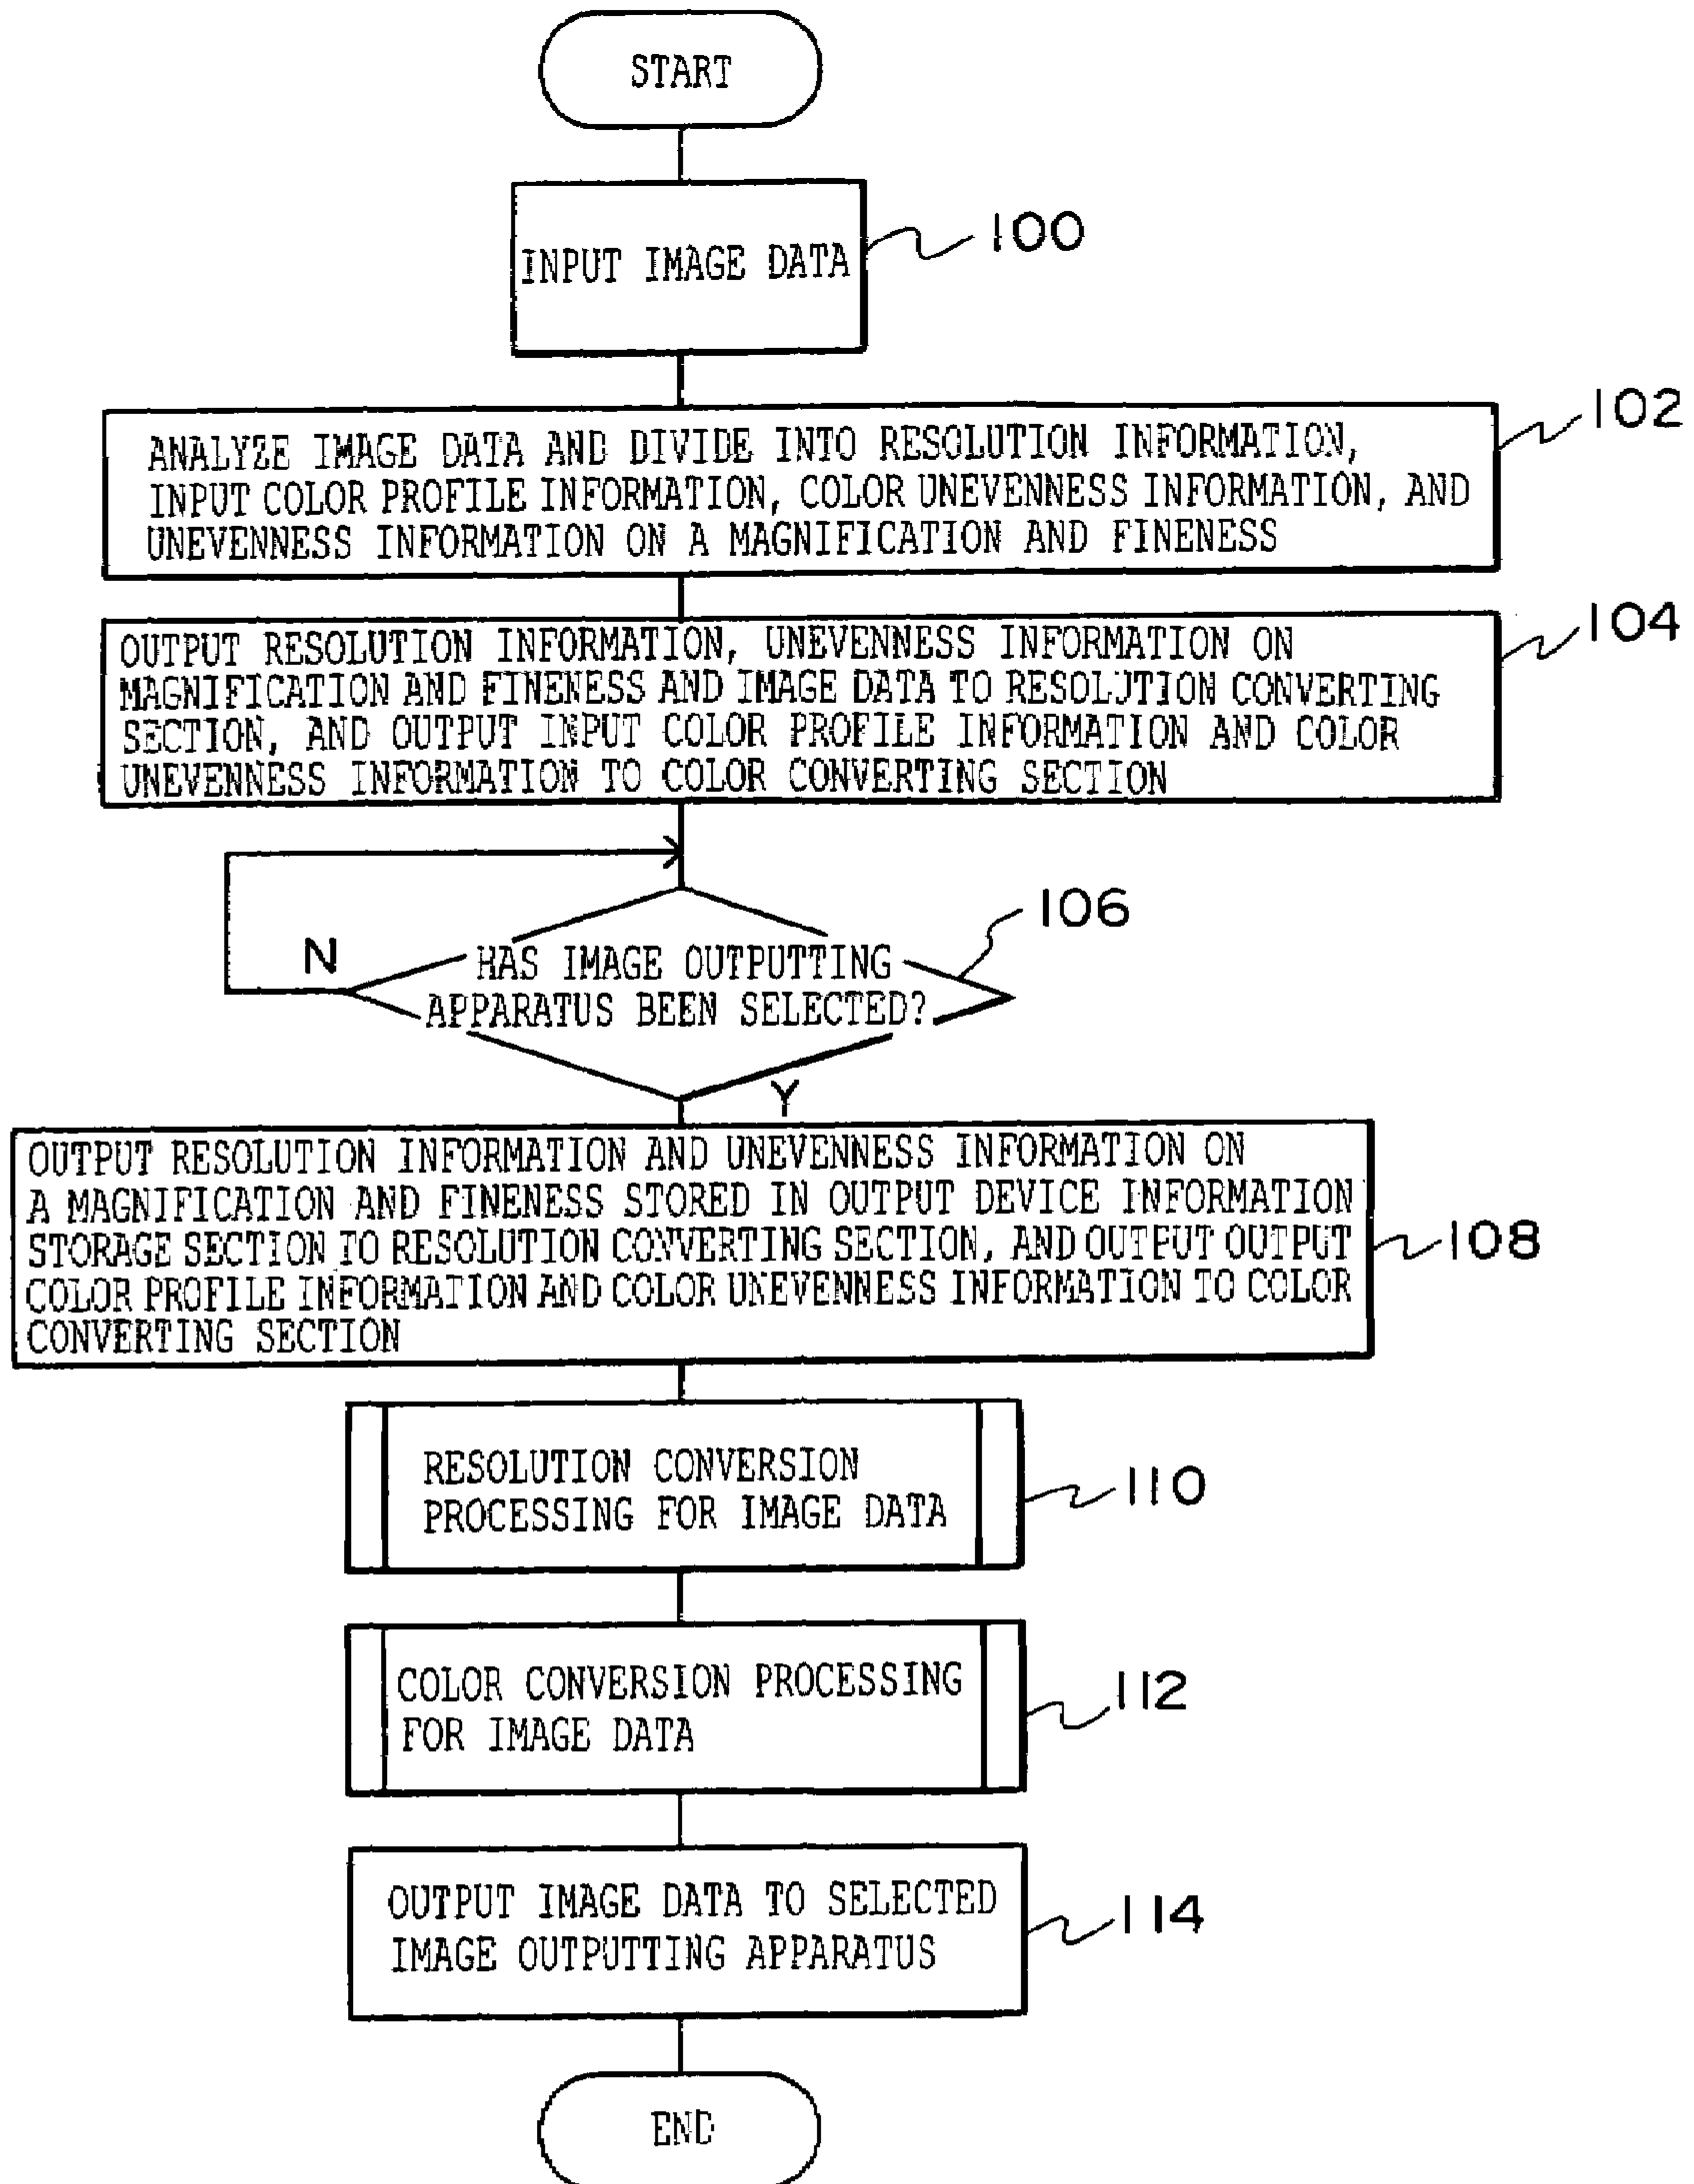 START
INPUT IMAGE DATA
100
102
ANALYZE IMAGE DATA AND DIVIDE INTO RESOLUTION INFORMATION,
INPUT COLOR PROFILE INFORMATION, COLOR UNEVENNESS INFORMATION, AND
UNEVENNESS INFORMATION ON A MAGNIFICATION AND FINENESS
104
OUTPUT RESOLUTION INFORMATION, UNEVENNESS INFORMATION ON
MAGNIFICATION AND FINENESS AND IMAGE DATA TO RESOLUTION CONVERTING
SECTION, AND OUTPUT INPUT COLOR PROFILE INFORMATION AND COLOR
UNEVENNESS INFORMATION TO COLOR CONVERTING SECTION
106
N
HAS IMAGE OUTPUTTING
APPARATUS BEEN SELECTED?
Y
OUTPUT RESOLUTION INFORMATION AND UNEVENNESS INFORMATION ON
A MAGNIFICATION AND FINENESS STORED IN OUTPUT DEVICE INFORMATION
STORAGE SECTION TO RESOLUTION CONVERTING SECTION, AND OUTPUT OUTPUT
COLOR PROFILE INFORMATION AND COLOR UNEVENNESS INFORMATION TO COLOR
CONVERTING SECTION
108
RESOLUTION CONVERSION
PROCESSING FOR IMAGE DATA
110
COLOR CONVERSION PROCESSING
FOR IMAGE DATA
112
OUTPUT IMAGE DATA TO SELECTED
IMAGE OUTPUTTING APPARATUS
114
END